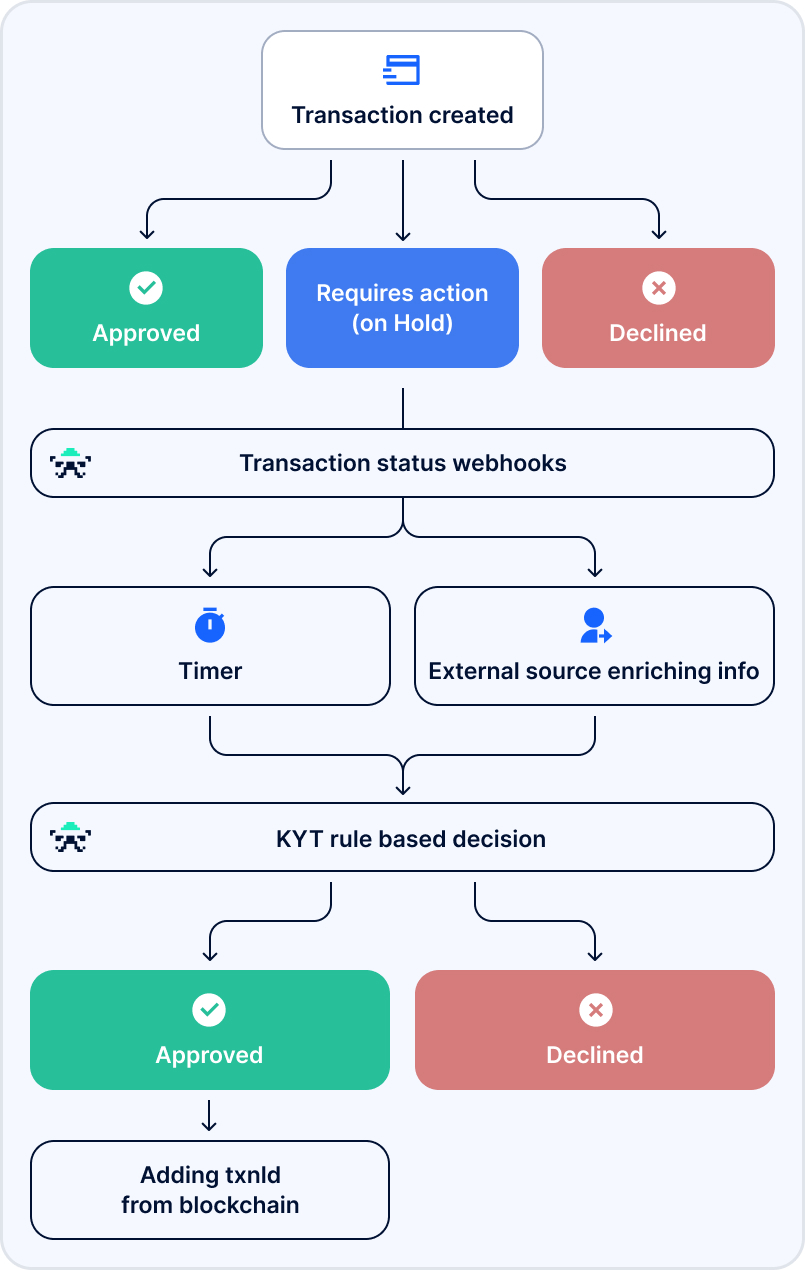 Transaction created
Approved
Requires action
(on Hold)
Declined
Transaction status webhooks
Timer
External source enriching info
KYT rule based decision
Approved
Declined
Adding txnId
from blockchain